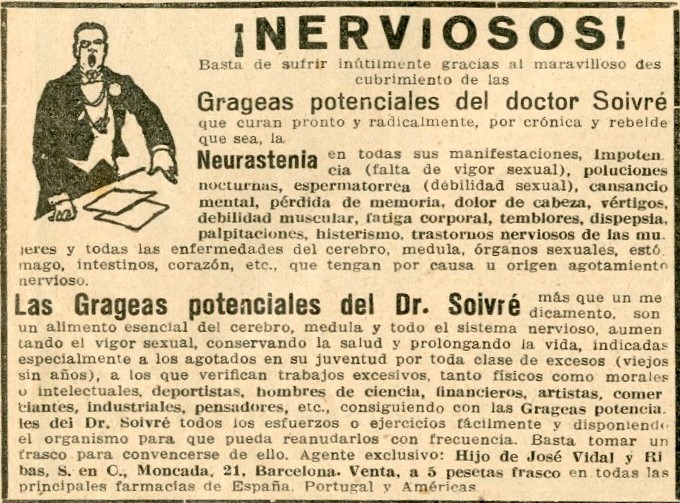 ¡NERVIOSOS!
Basta de sufrir inútilmente gracias al maravilloso des
cubrimiento de las
Grageas potenciales del doctor Soivré
que curan pronto y radicalmente, por crónica y rebelde
que sea, la
Neurastenia en todas sus manifestaciones, Impoten.
cia (falta de vigor sexual), poluciones
nocturnas, espermatorrea (debilidad sexual), cansancio
mental, pérdida de memoria, dolor de cabeza, vértigos,
debilidad muscular, fatiga corporal, temblores, dispepsia,
palpitaciones, histerismo, trastornos nerviosos de las mu.
jeres y todas las enfermedades del cerebro, medula, órganos sexuales, estó.
mago, intestinos, corazón, etc., que tengan por causa u origen agotamiento
nervioso.
Las Grageas potenciales del Dr. Soivré más que un me
dicamento. son
un alimento esencial del cerebro, medula y todo el sistema nervioso, aumen
tando el vigor sexual, conservando la salud y prolongando la vida, indicadas
especialmente a los agotados en su juventud por toda clase de excesos (viejos
sin años), a los que verifican trabajos excesivos, tanto físicos como morales
o intelectuales, deportistas, hombres de ciencia, financieros, artistas, comer
ciantes, industriales, pensadores, etc., consiguiendo con las Grageas potencia.
les del Dr. Soivré todos los esfuerzos o ejercicios fácilmente y disponiendo
el organismo para que pueda reanudarlos con frecuencia. Basta tomar un
frasco para convencerse de ello. Agente exclusivo: Hijo de José Vidal y Ri
bas, S. en C., Moncada, 21, Barcelona. Venta, a 5 pesetas frasco en todas las
principales farmacias de España. Portugal y Américas.